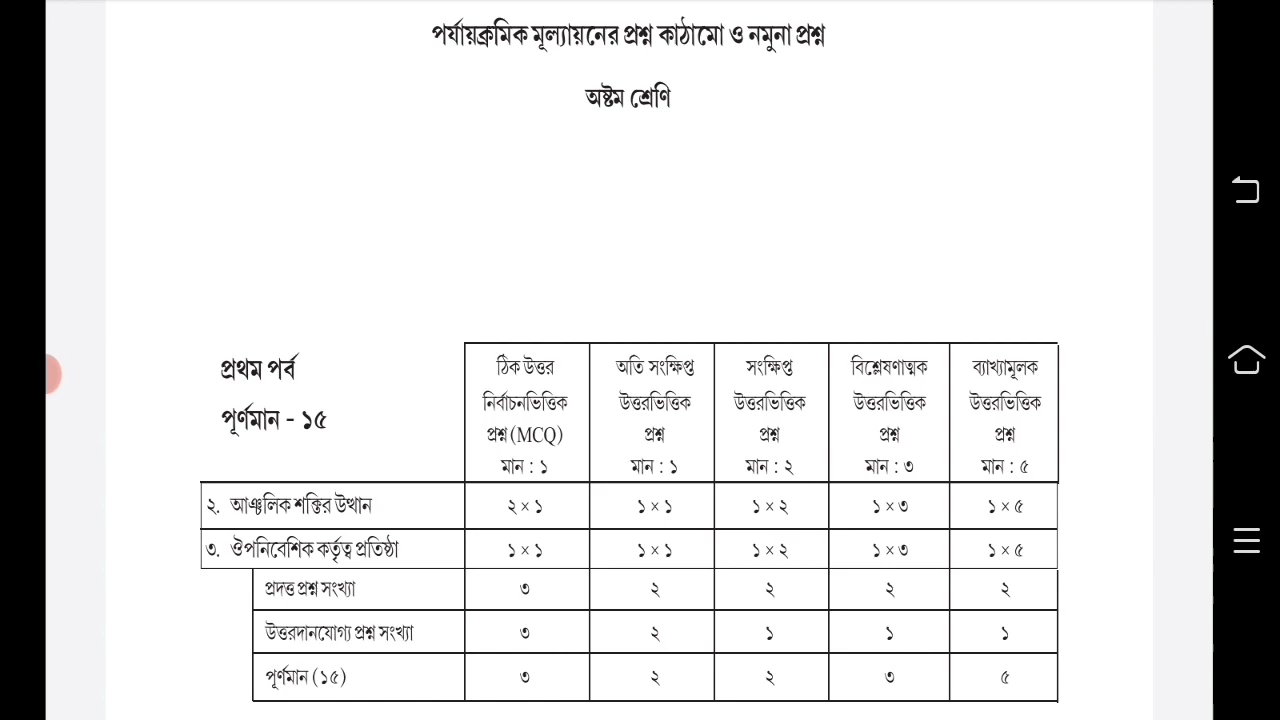 পর্যায়ক্রমিক মূল্যায়নের প্রশ্ন কাঠামো ও নমুনা প্রশ্ন
অষ্টম শ্রেণি
প্রথম পর্ব
পূর্ণমান - ১৫
ঠিক উত্তর নির্বাচনভিত্তিক প্রশ্ন (MCQ) মান : ১
অতি সংক্ষিপ্ত উত্তরভিত্তিক প্রশ্ন মান : ১
সংক্ষিপ্ত উত্তরভিত্তিক প্রশ্ন মান : ২
বিশ্লেষণাত্মক উত্তরভিত্তিক প্রশ্ন মান : ৩
ব্যাখ্যামূলক উত্তরভিত্তিক প্রশ্ন মান : ৫
২. আঞ্চলিক শক্তির উত্থান ২ × ১ ১ × ১ ১ × ২ ১ × ৩ ১ × ৫
৩. ঔপনিবেশিক কর্তৃত্ব প্রতিষ্ঠা ১ × ১ ১ × ১ ১ × ২ ১ × ৩ ১ × ৫
প্রদত্ত প্রশ্ন সংখ্যা ৩ ২ ২ ২ ২
উত্তরদানযোগ্য প্রশ্ন সংখ্যা ৩ ২ ১ ১ ১
পূর্ণমান (১৫) ৩ ২ ২ ৩ ৫